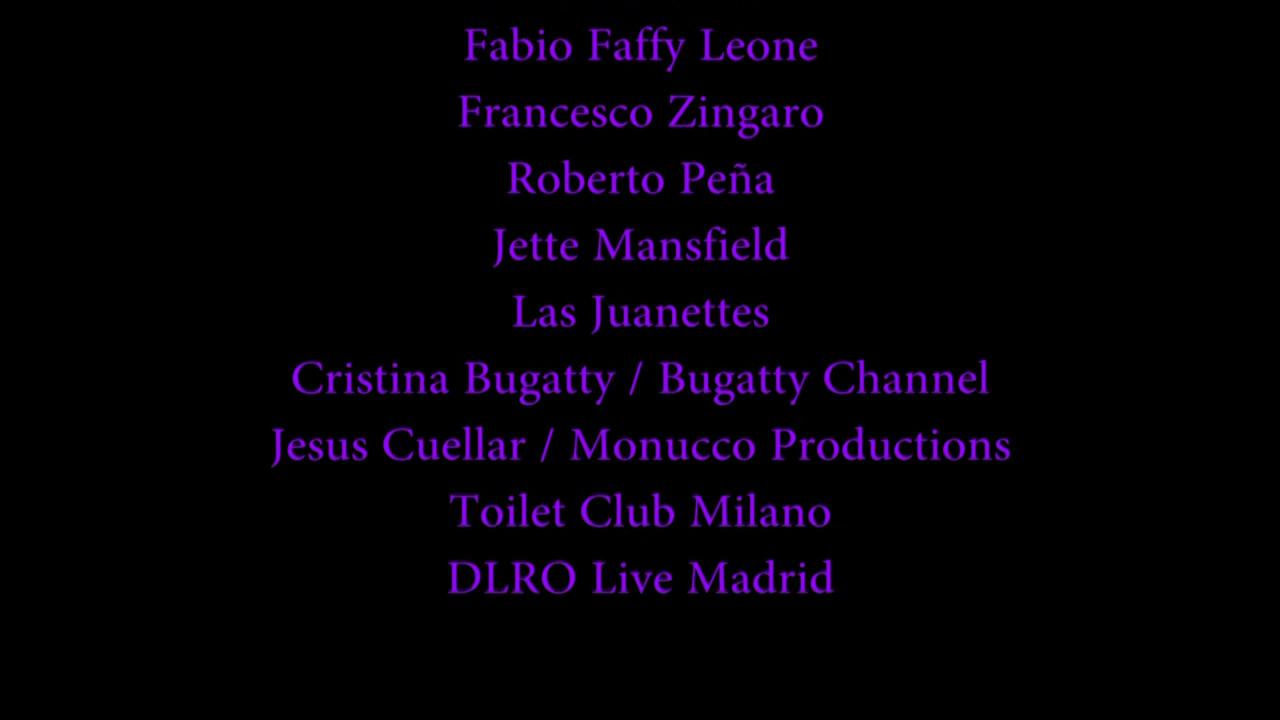 Fabio Faffy Leone
Francesco Zingaro
Roberto Peña
Jette Mansfield
Las Juanettes
Cristina Bugatty / Bugatty Channel
Jesus Cuellar / Monucco Productions
Toilet Club Milano
DLRO Live Madrid